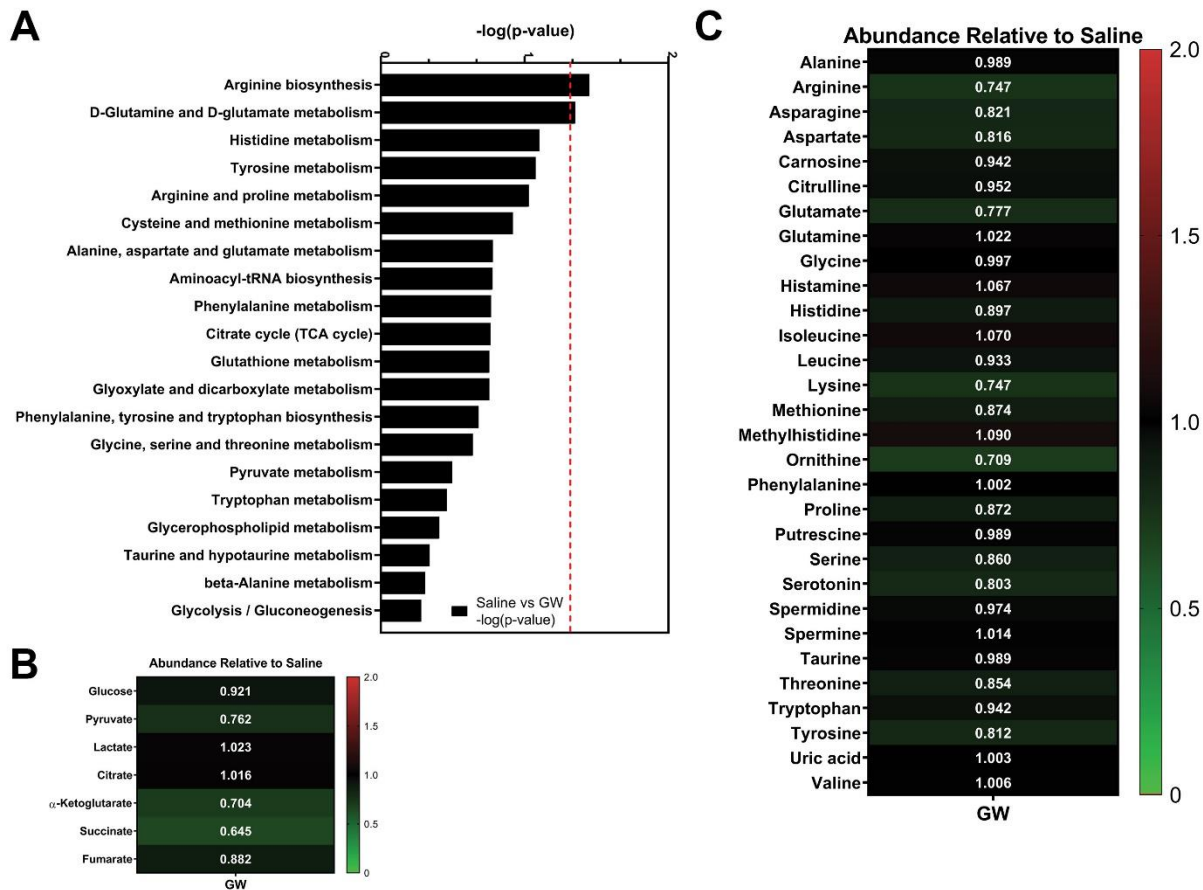 A
-log(p-value)
0 1 2
Arginine biosynthesis
D-Glutamine and D-glutamate metabolism
Histidine metabolism
Tyrosine metabolism
Arginine and proline metabolism
Cysteine and methionine metabolism
Alanine, aspartate and glutamate metabolism
Aminoacyl-tRNA biosynthesis
Phenylalanine metabolism
Citrate cycle (TCA cycle)
Glutathione metabolism
Glyoxylate and dicarboxylate metabolism
Phenylalanine, tyrosine and tryptophan biosynthesis
Glycine, serine and threonine metabolism
Pyruvate metabolism
Tryptophan metabolism
Glycerophospholipid metabolism
Taurine and hypotaurine metabolism
beta-Alanine metabolism
Glycolysis / Gluconeogenesis
Saline vs GW
-log(p-value)
B
Abundance Relative to Saline
Glucose 0.921
Pyruvate 0.762
Lactate 1.023
Citrate 1.016
α-Ketoglutarate 0.704
Succinate 0.645
Fumarate 0.882
GW
2.0
1.5
1.0
0.5
0
C
Abundance Relative to Saline
Alanine 0.989
Arginine 0.747
Asparagine 0.821
Aspartate 0.816
Carnosine 0.942
Citrulline 0.952
Glutamate 0.777
Glutamine 1.022
Glycine 0.997
Histamine 1.067
Histidine 0.897
Isoleucine 1.070
Leucine 0.933
Lysine 0.747
Methionine 0.874
Methylhistidine 1.090
Ornithine 0.709
Phenylalanine 1.002
Proline 0.872
Putrescine 0.989
Serine 0.860
Serotonin 0.803
Spermidine 0.974
Spermine 1.014
Taurine 0.989
Threonine 0.854
Tryptophan 0.942
Tyrosine 0.812
Uric acid 1.003
Valine 1.006
GW
2.0
1.5
1.0
0.5
0